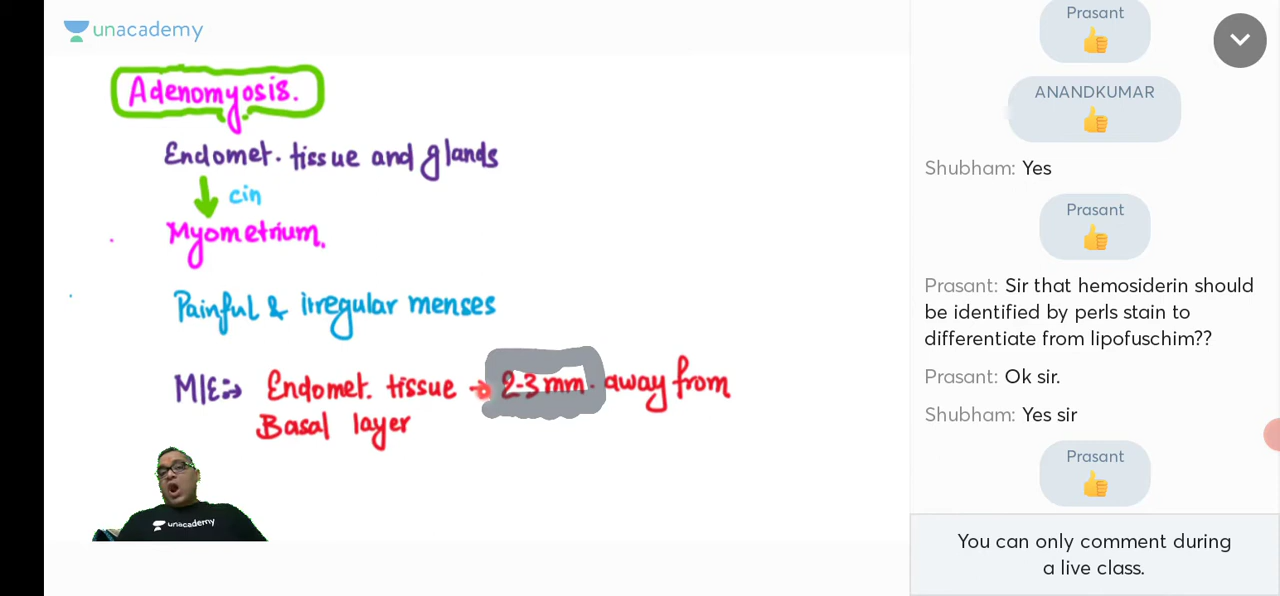 unacademy
Adenomyosis.
Endomet. tissue and glands
cin
Myometrium.
Painful & irregular menses
M/E:→ Endomet. tissue → 2-3 mm. away from
Basal layer
unacademy
Prasant
👍
ANANDKUMAR
👍
Shubham: Yes
Prasant
👍
Prasant: Sir that hemosiderin should
be identified by perls stain to
differentiate from lipofuschim??
Prasant: Ok sir.
Shubham: Yes sir
Prasant
👍
You can only comment during
a live class.